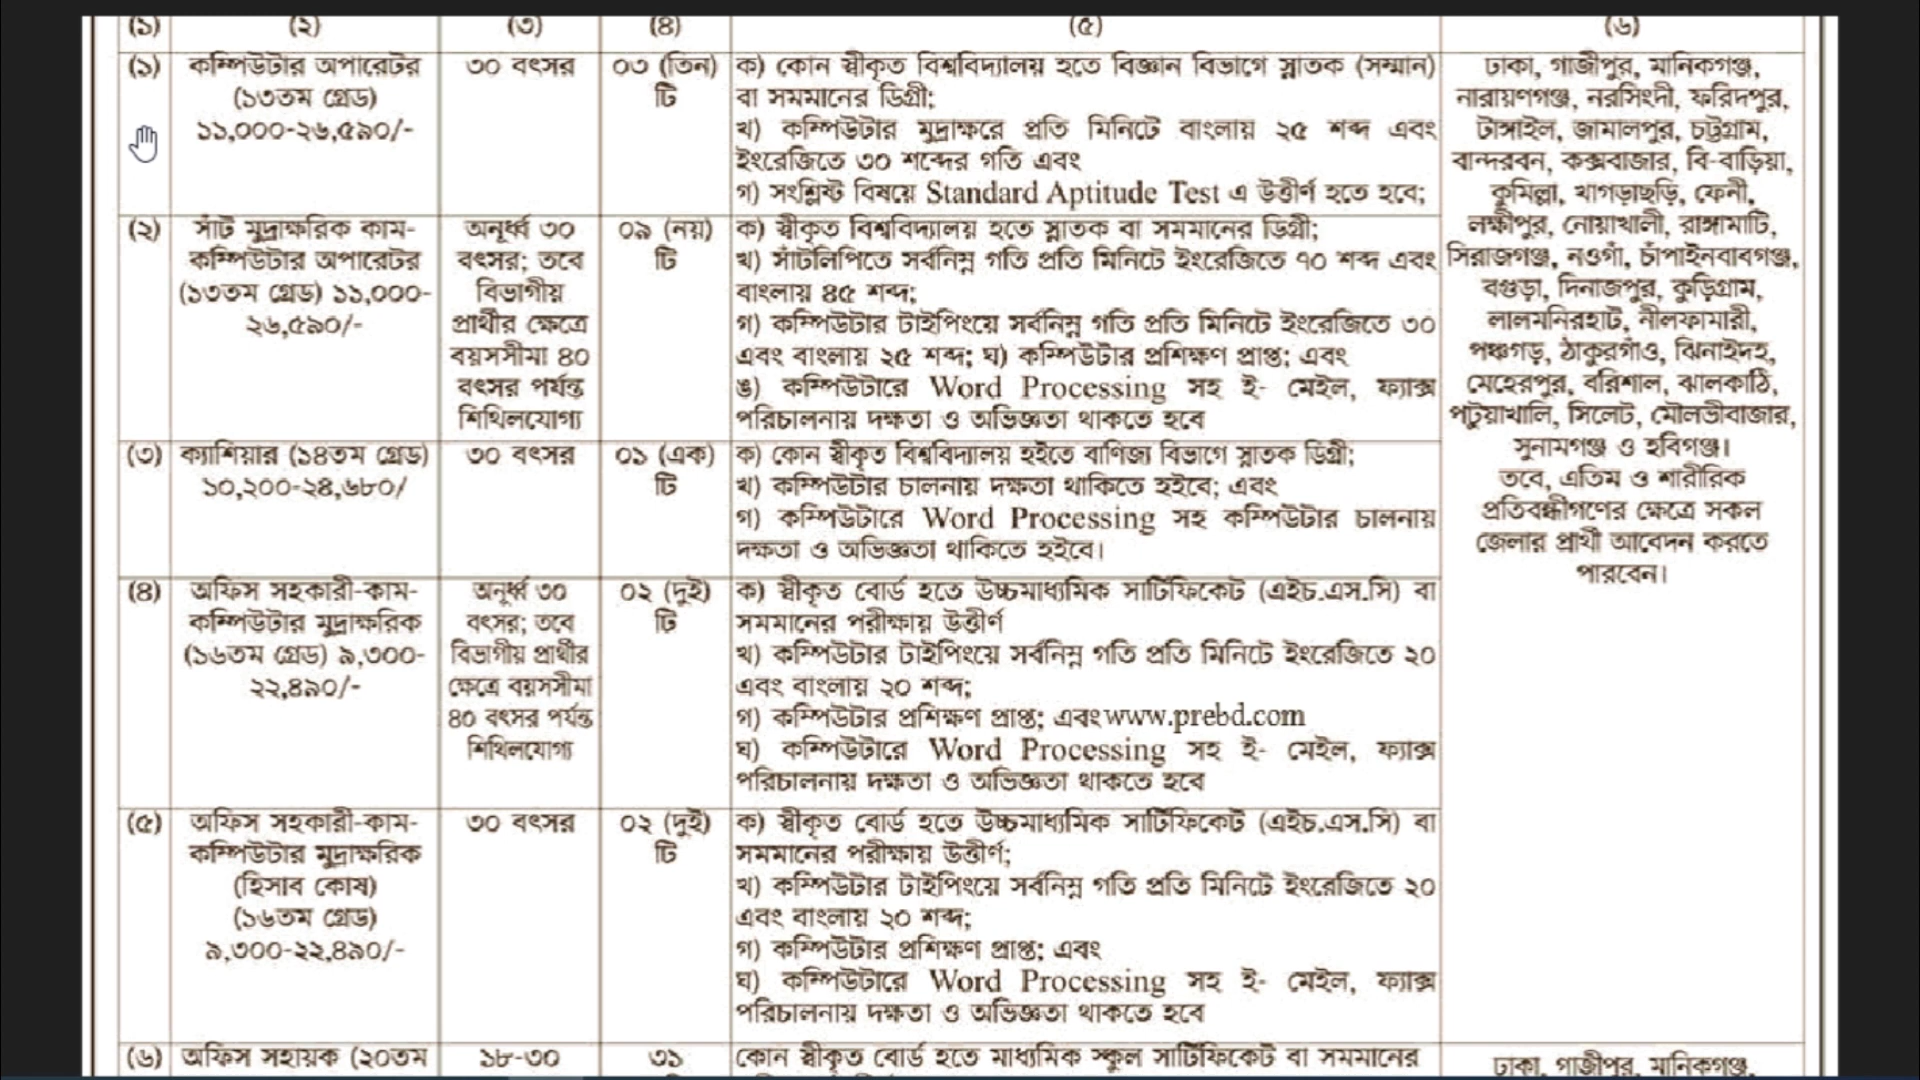 (১) (২) (৩) (৪) (৫) (৬)
(১)
কম্পিউটার অপারেটর
(১৩তম গ্রেড)
১১,০০০-২৬,৫৯০/-
৩০ বৎসর
০৩ (তিন)
টি
ক) কোন স্বীকৃত বিশ্ববিদ্যালয় হতে বিজ্ঞান বিভাগে স্নাতক (সম্মান)
বা সমমানের ডিগ্রী;
খ) কম্পিউটার মুদ্রাক্ষরে প্রতি মিনিটে বাংলায় ২৫ শব্দ এবং
ইংরেজিতে ৩০ শব্দের গতি এবং
গ) সংশ্লিষ্ট বিষয়ে Standard Aptitude Test এ উত্তীর্ণ হতে হবে;
ঢাকা, গাজীপুর, মানিকগঞ্জ,
নারায়ণগঞ্জ, নরসিংদী, ফরিদপুর,
টাঙ্গাইল, জামালপুর, চট্টগ্রাম,
বান্দরবন, কক্সবাজার, বি-বাড়িয়া,
কুমিল্লা, খাগড়াছড়ি, ফেনী,
লক্ষীপুর, নোয়াখালী, রাঙ্গামাটি,
সিরাজগঞ্জ, নওগাঁ, চাঁপাইনবাবগঞ্জ,
বগুড়া, দিনাজপুর, কুড়িগ্রাম,
লালমনিরহাট, নীলফামারী,
পঞ্চগড়, ঠাকুরগাঁও, ঝিনাইদহ,
মেহেরপুর, বরিশাল, ঝালকাঠি,
পটুয়াখালি, সিলেট, মৌলভীবাজার,
সুনামগঞ্জ ও হবিগঞ্জ।
তবে, এতিম ও শারীরিক
প্রতিবন্ধীগণের ক্ষেত্রে সকল
জেলার প্রার্থী আবেদন করতে
পারবেন।
(২)
সাঁট মুদ্রাক্ষরিক কাম-
কম্পিউটার অপারেটর
(১৩তম গ্রেড) ১১,০০০-
২৬,৫৯০/-
অনূর্ধ্ব ৩০
বৎসর; তবে
বিভাগীয়
প্রার্থীর ক্ষেত্রে
বয়সসীমা ৪০
বৎসর পর্যন্ত
শিথিলযোগ্য
০৯ (নয়)
টি
ক) স্বীকৃত বিশ্ববিদ্যালয় হতে স্নাতক বা সমমানের ডিগ্রী;
খ) সাঁটলিপিতে সর্বনিম্ন গতি প্রতি মিনিটে ইংরেজিতে ৭০ শব্দ এবং
বাংলায় ৪৫ শব্দ;
গ) কম্পিউটার টাইপিংয়ে সর্বনিম্ন গতি প্রতি মিনিটে ইংরেজিতে ৩০
এবং বাংলায় ২৫ শব্দ; ঘ) কম্পিউটার প্রশিক্ষণ প্রাপ্ত; এবং
ঙ) কম্পিউটারে Word Processing সহ ই- মেইল, ফ্যাক্স
পরিচালনায় দক্ষতা ও অভিজ্ঞতা থাকতে হবে
(৩)
ক্যাশিয়ার (১৪তম গ্রেড)
১০,২০০-২৪,৬৮০/
৩০ বৎসর
০১ (এক)
টি
ক) কোন স্বীকৃত বিশ্ববিদ্যালয় হইতে বাণিজ্য বিভাগে স্নাতক ডিগ্রী;
খ) কম্পিউটার চালনায় দক্ষতা থাকিতে হইবে; এবং
গ) কম্পিউটারে Word Processing সহ কম্পিউটার চালনায়
দক্ষতা ও অভিজ্ঞতা থাকিতে হইবে।
(৪)
অফিস সহকারী-কাম-
কম্পিউটার মুদ্রাক্ষরিক
(১৬তম গ্রেড) ৯,৩০০-
২২,৪৯০/-
অনূর্ধ্ব ৩০
বৎসর; তবে
বিভাগীয় প্রার্থীর
ক্ষেত্রে বয়সসীমা
৪০ বৎসর পর্যন্ত
শিথিলযোগ্য
০২ (দুই)
টি
ক) স্বীকৃত বোর্ড হতে উচ্চমাধ্যমিক সার্টিফিকেট (এইচ.এস.সি) বা
সমমানের পরীক্ষায় উত্তীর্ণ
খ) কম্পিউটার টাইপিংয়ে সর্বনিম্ন গতি প্রতি মিনিটে ইংরেজিতে ২০
এবং বাংলায় ২০ শব্দ;
গ) কম্পিউটার প্রশিক্ষণ প্রাপ্ত; এবং www.prebd.com
ঘ) কম্পিউটারে Word Processing সহ ই- মেইল, ফ্যাক্স
পরিচালনায় দক্ষতা ও অভিজ্ঞতা থাকতে হবে
(৫)
অফিস সহকারী-কাম-
কম্পিউটার মুদ্রাক্ষরিক
(হিসাব কোষ)
(১৬তম গ্রেড)
৯,৩০০-২২,৪৯০/-
৩০ বৎসর
০২ (দুই)
টি
ক) স্বীকৃত বোর্ড হতে উচ্চমাধ্যমিক সার্টিফিকেট (এইচ.এস.সি) বা
সমমানের পরীক্ষায় উত্তীর্ণ;
খ) কম্পিউটার টাইপিংয়ে সর্বনিম্ন গতি প্রতি মিনিটে ইংরেজিতে ২০
এবং বাংলায় ২০ শব্দ;
গ) কম্পিউটার প্রশিক্ষণ প্রাপ্ত; এবং
ঘ) কম্পিউটারে Word Processing সহ ই- মেইল, ফ্যাক্স
পরিচালনায় দক্ষতা ও অভিজ্ঞতা থাকতে হবে
(৬)
অফিস সহায়ক (২০তম
১৮-৩০
৩১
কোন স্বীকৃত বোর্ড হতে মাধ্যমিক স্কুল সার্টিফিকেট বা সমমানের
ঢাকা, গাজীপুর, মানিকগঞ্জ,